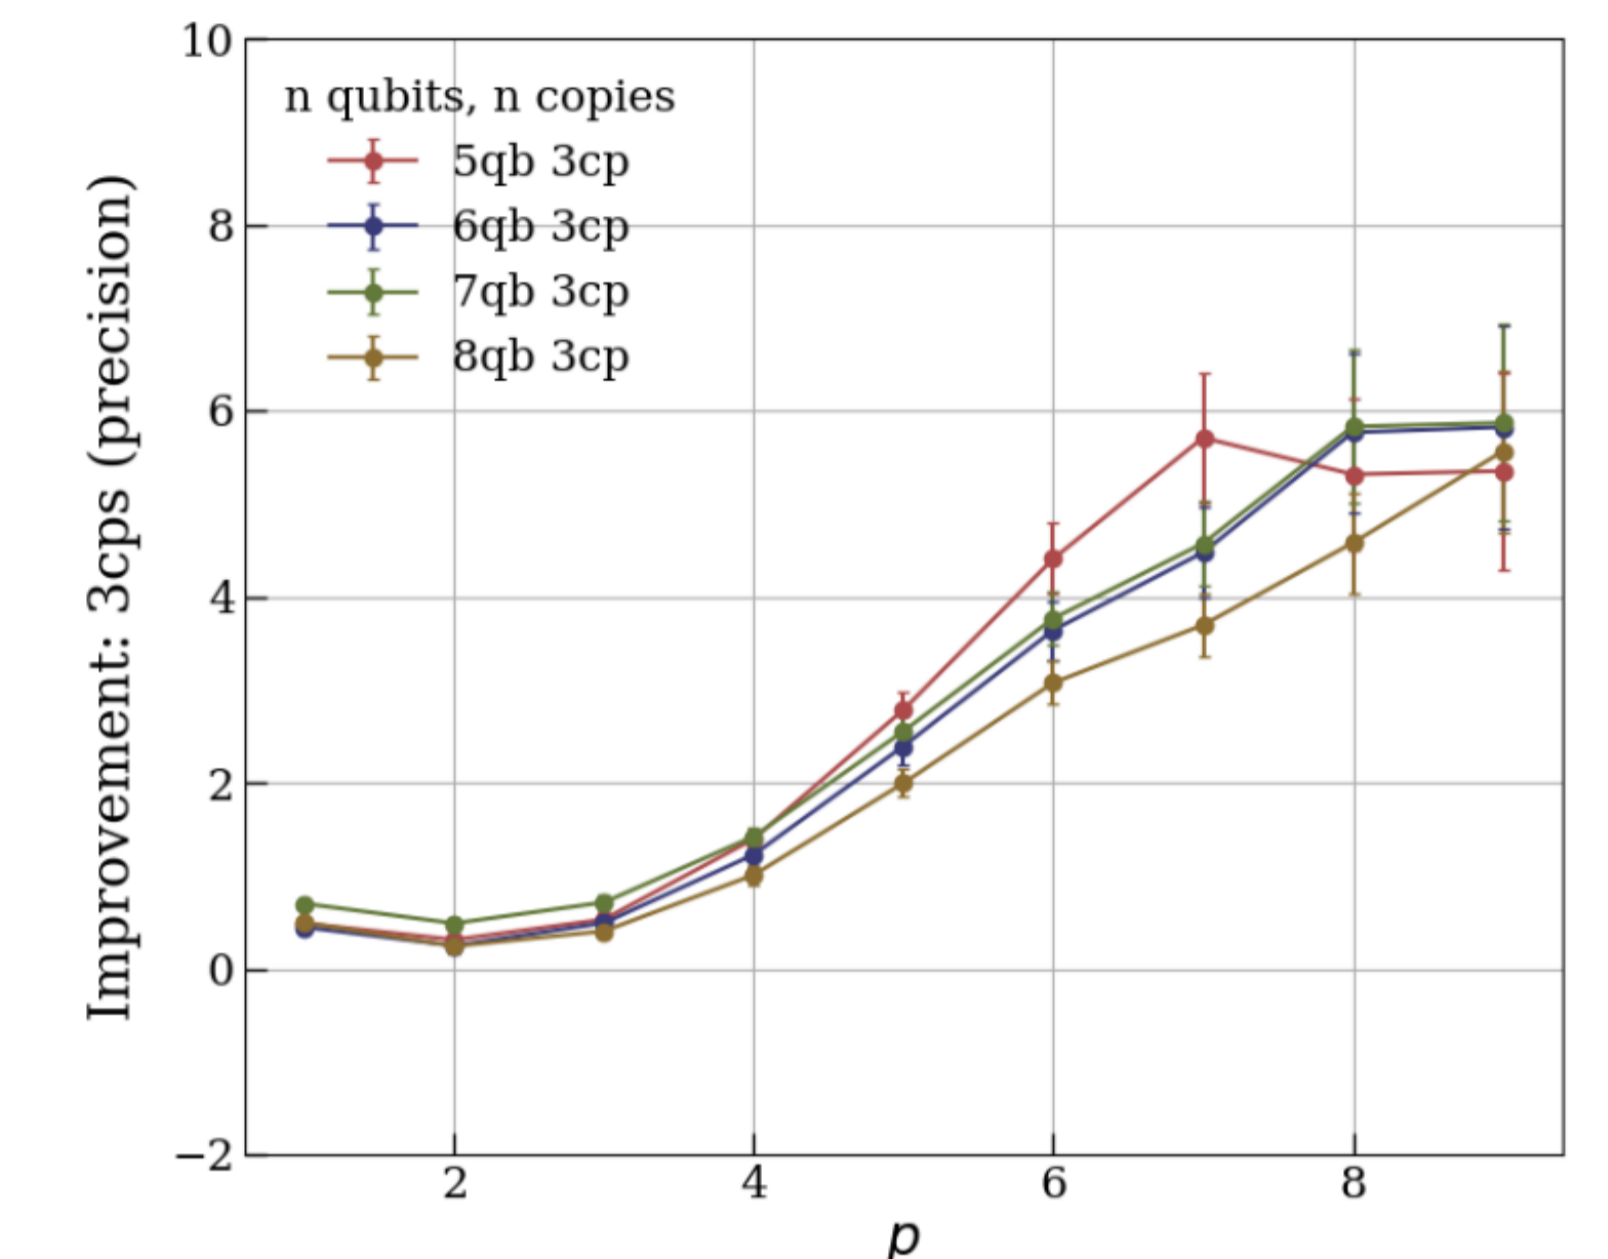 10
n qubits, n copies
5qb 3cp
8
6qb 3cp
7qb 3cp
8qb 3cp
6
4
2
0
−2
Improvement: 3cps (precision)
2 4 6 8
p